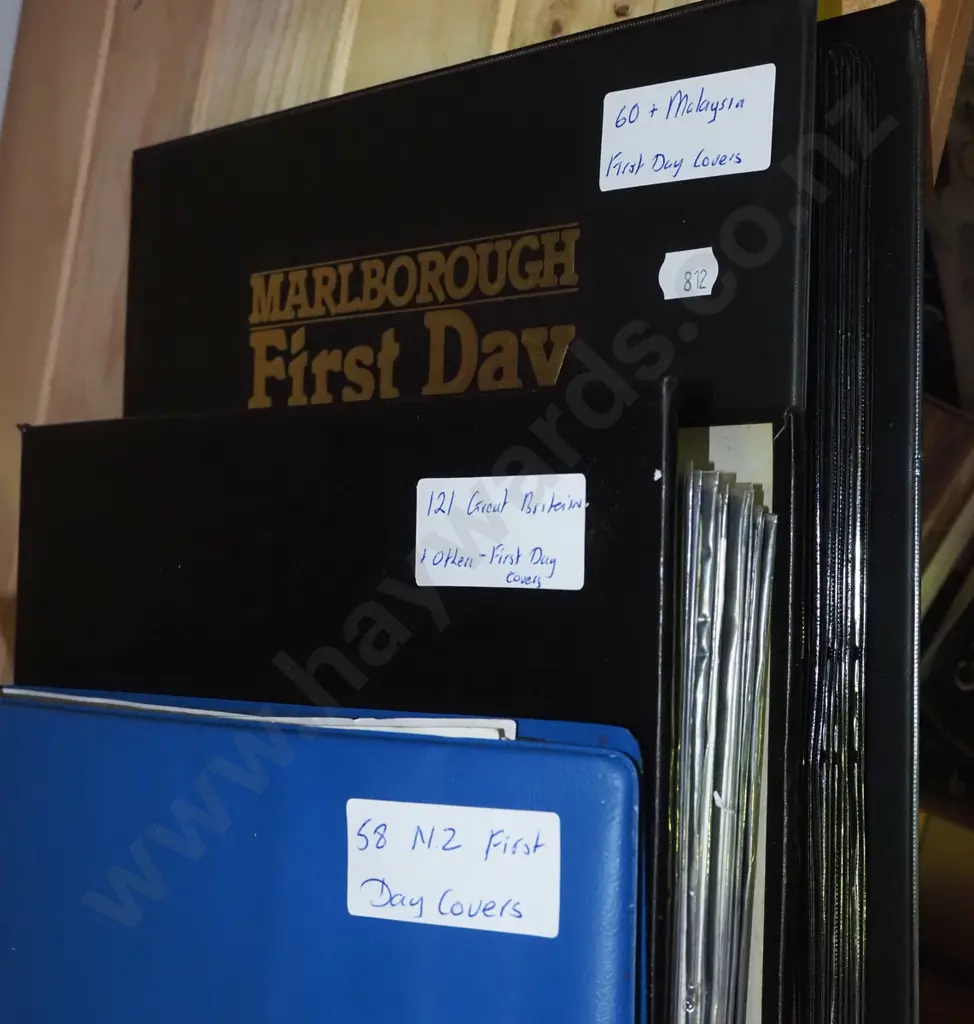 60 + Malaysia
First Day Covers
812
MARLBOROUGH
First Day
121 Great Britain
+ Other - First Day
Covers
58 N.Z First
Day Covers
www.haywards.co.nz